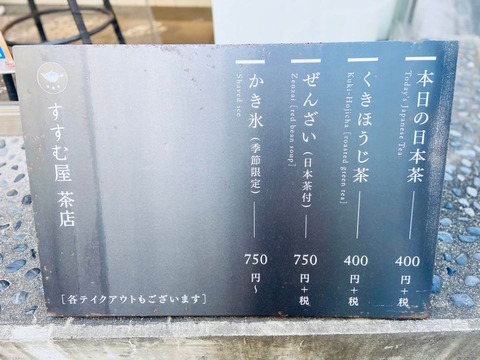 本日の日本茶 400円+税
Today's Japanese Tea
くきほうじ茶 400円+税
Kuki-Hojicha [roasted green tea]
ぜんざい(日本茶付) 750円+税
Zenzai [red bean soup]
かき氷(季節限定) 750円~
Shaved ice
すすむ屋 茶店
[各テイクアウトもございます]